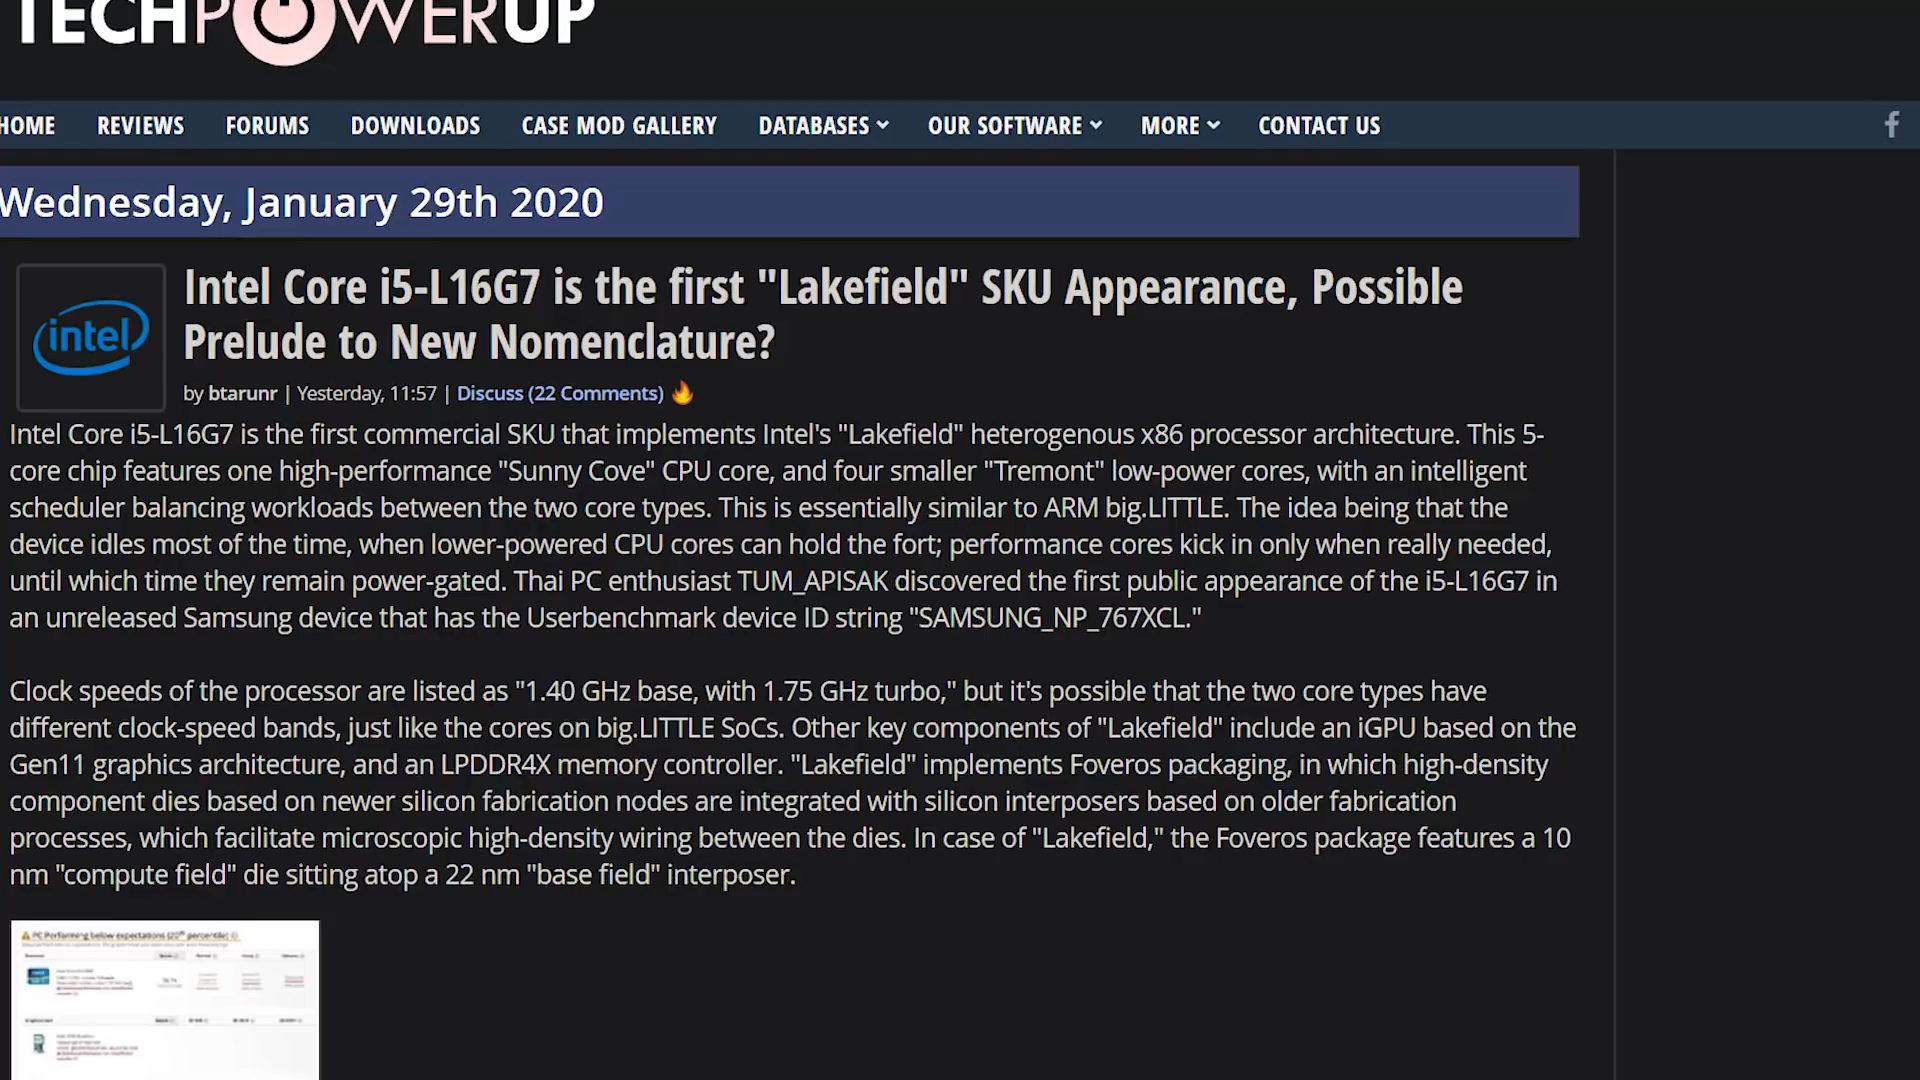 TECHPOWERUP
HOME REVIEWS FORUMS DOWNLOADS CASE MOD GALLERY DATABASES OUR SOFTWARE MORE CONTACT US
Wednesday, January 29th 2020
intel
Intel Core i5-L16G7 is the first "Lakefield" SKU Appearance, Possible
Prelude to New Nomenclature?
by btarunr | Yesterday, 11:57 | Discuss (22 Comments)
Intel Core i5-L16G7 is the first commercial SKU that implements Intel's "Lakefield" heterogenous x86 processor architecture. This 5-
core chip features one high-performance "Sunny Cove" CPU core, and four smaller "Tremont" low-power cores, with an intelligent
scheduler balancing workloads between the two core types. This is essentially similar to ARM big.LITTLE. The idea being that the
device idles most of the time, when lower-powered CPU cores can hold the fort; performance cores kick in only when really needed,
until which time they remain power-gated. Thai PC enthusiast TUM_APISAK discovered the first public appearance of the i5-L16G7 in
an unreleased Samsung device that has the Userbenchmark device ID string "SAMSUNG_NP_767XCL."
Clock speeds of the processor are listed as "1.40 GHz base, with 1.75 GHz turbo," but it's possible that the two core types have
different clock-speed bands, just like the cores on big.LITTLE SoCs. Other key components of "Lakefield" include an iGPU based on the
Gen11 graphics architecture, and an LPDDR4X memory controller. "Lakefield" implements Foveros packaging, in which high-density
component dies based on newer silicon fabrication nodes are integrated with silicon interposers based on older fabrication
processes, which facilitate microscopic high-density wiring between the dies. In case of "Lakefield," the Foveros package features a 10
nm "compute field" die sitting atop a 22 nm "base field" interposer.
PC Performing below expectations (20th percentile)